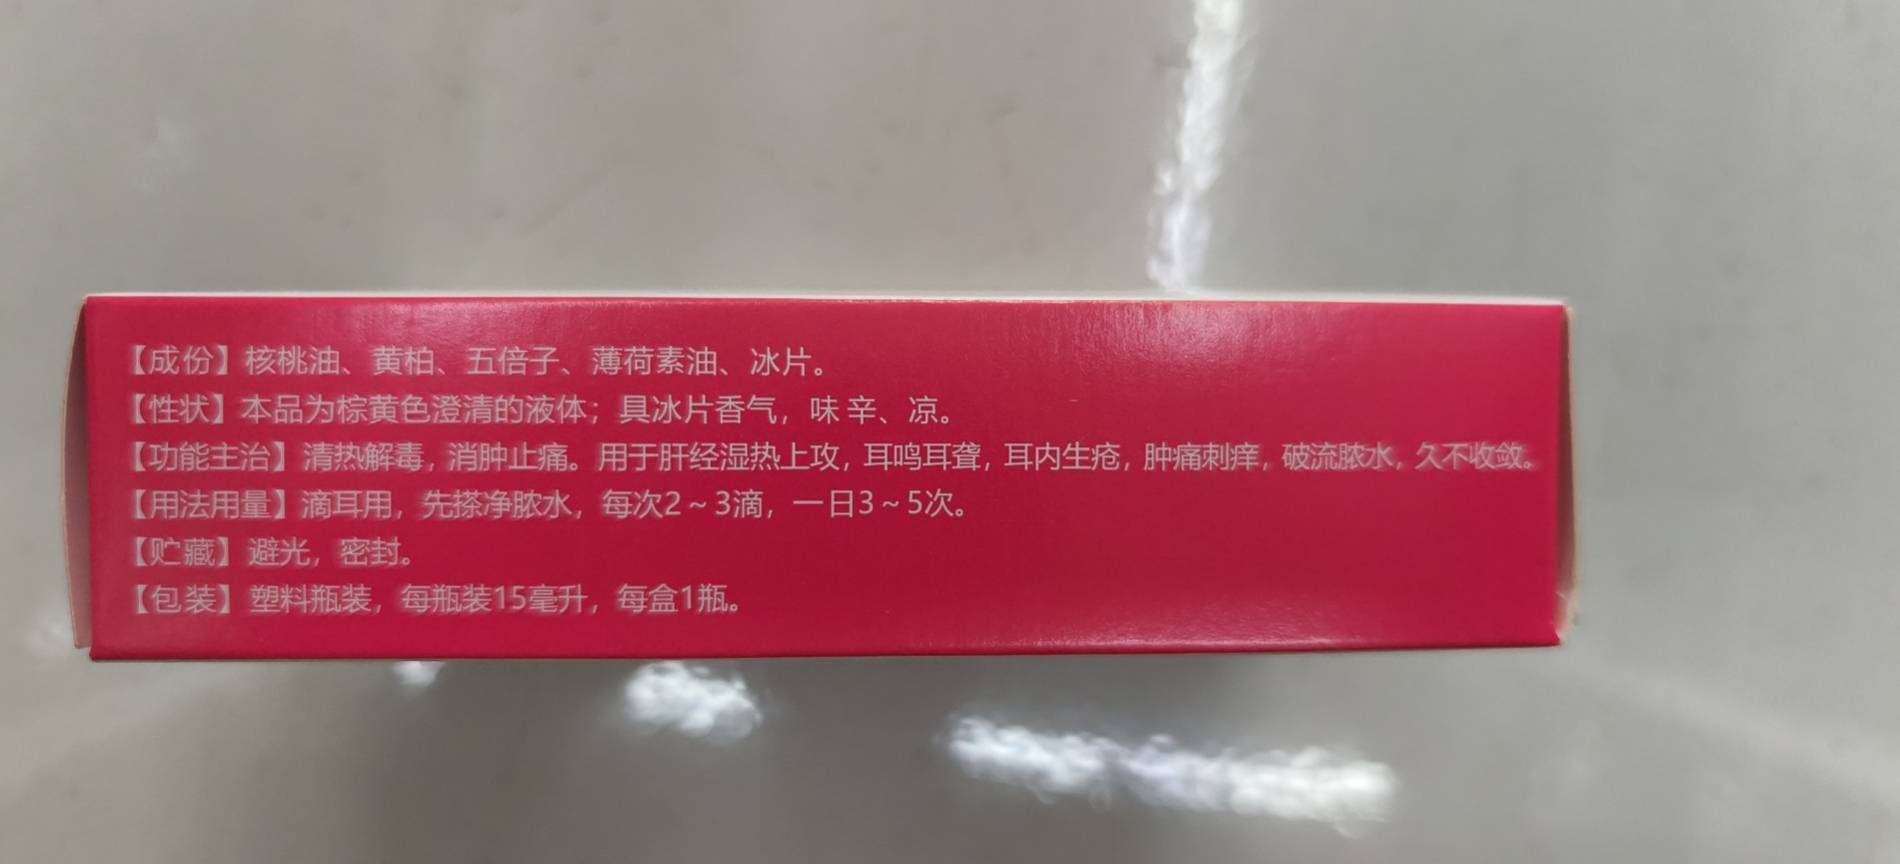 【成份】核桃油、黄柏、五倍子、薄荷素油、冰片。
【性状】本品为棕黄色澄清的液体；具冰片香气，味 辛、凉。
【功能主治】清热解毒，消肿止痛。用于肝经湿热上攻，耳鸣耳聋，耳内生疮，肿痛刺痒，破流脓水，久不收敛。
【用法用量】滴耳用，先搽净脓水，每次2～3滴，一日3～5次。
【贮藏】避光，密封。
【包装】塑料瓶装，每瓶装15毫升，每盒1瓶。